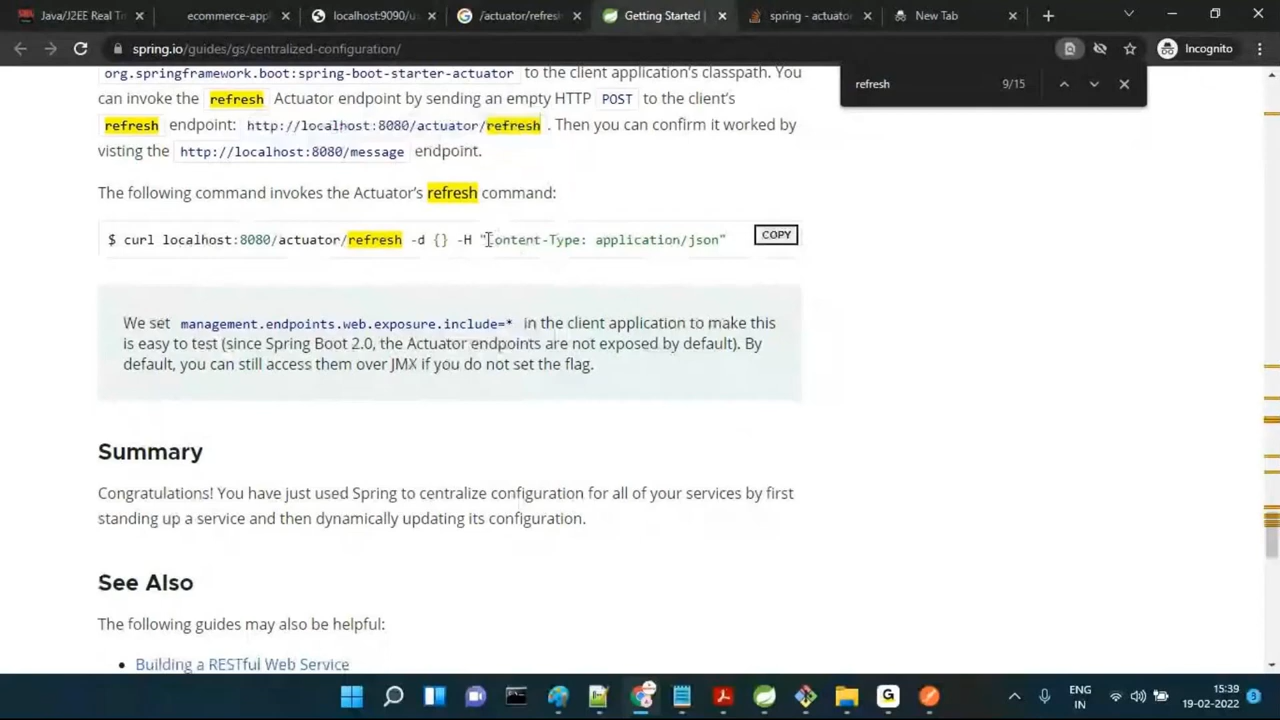 Java/J2EE Real T
ecommerce-appl
localhost:9090/us
/actuator/refresh
Getting Started |
spring - actuator
New Tab
spring.io/guides/gs/centralized-configuration/
Incognito
refresh
9/15
org.springframework.boot:spring-boot-starter-actuator to the client application's classpath. You
can invoke the refresh Actuator endpoint by sending an empty HTTP POST to the client's
refresh endpoint: http://localhost:8080/actuator/refresh . Then you can confirm it worked by
visting the http://localhost:8080/message endpoint.
The following command invokes the Actuator's refresh command:
$ curl localhost:8080/actuator/refresh -d {} -H "Content-Type: application/json"
COPY
We set management.endpoints.web.exposure.include=* in the client application to make this
is easy to test (since Spring Boot 2.0, the Actuator endpoints are not exposed by default). By
default, you can still access them over JMX if you do not set the flag.
Summary
Congratulations! You have just used Spring to centralize configuration for all of your services by first
standing up a service and then dynamically updating its configuration.
See Also
The following guides may also be helpful:
• Building a RESTful Web Service
ENG
IN
15:39
19-02-2022